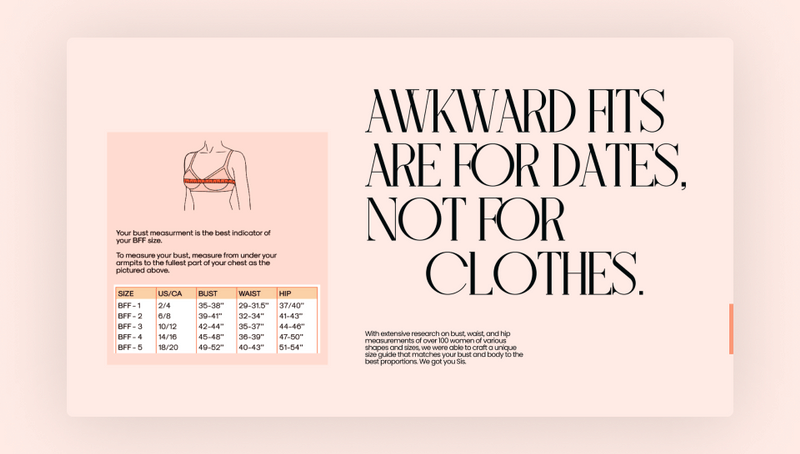 AWKWARD FITS
ARE FOR DATES,
NOT FOR
CLOTHES.
Your bust measurment is the best indicator of
your BFF size.
To measure your bust, measure from under your
armpits to the fullest part of your chest as the
pictured above.
SIZE US/CA BUST WAIST HIP
BFF - 1 2/4 35-38" 29-31.5" 37/40"
BFF - 2 6/8 39-41" 32-34" 41-43"
BFF - 3 10/12 42-44" 35-37" 44-46"
BFF - 4 14/16 45-48" 36-39" 47-50"
BFF - 5 18/20 49-52" 40-43" 51-54"
With extensive research on bust, waist, and hip
measurements of over 100 women of various
shapes and sizes, we were able to craft a unique
size guide that matches your bust and body to the
best proportions. We got you Sis.